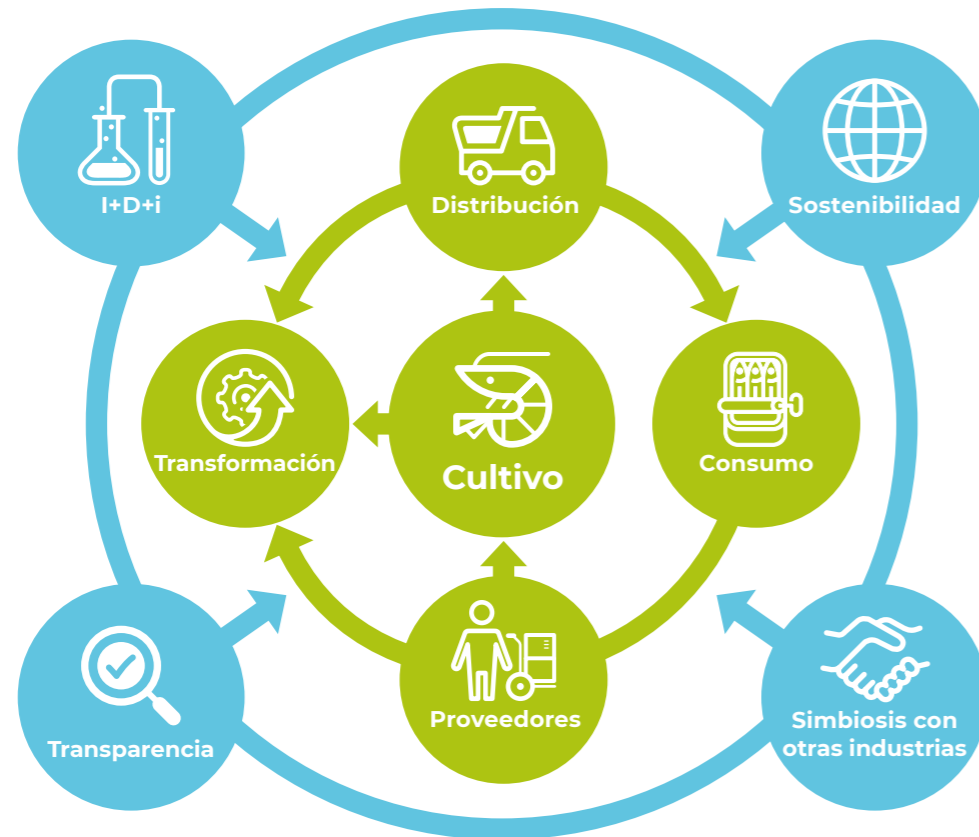 I+D+i
Distribución
Sostenibilidad
Transformación
Cultivo
Consumo
Transparencia
Proveedores
Simbiosis con
otras industrias